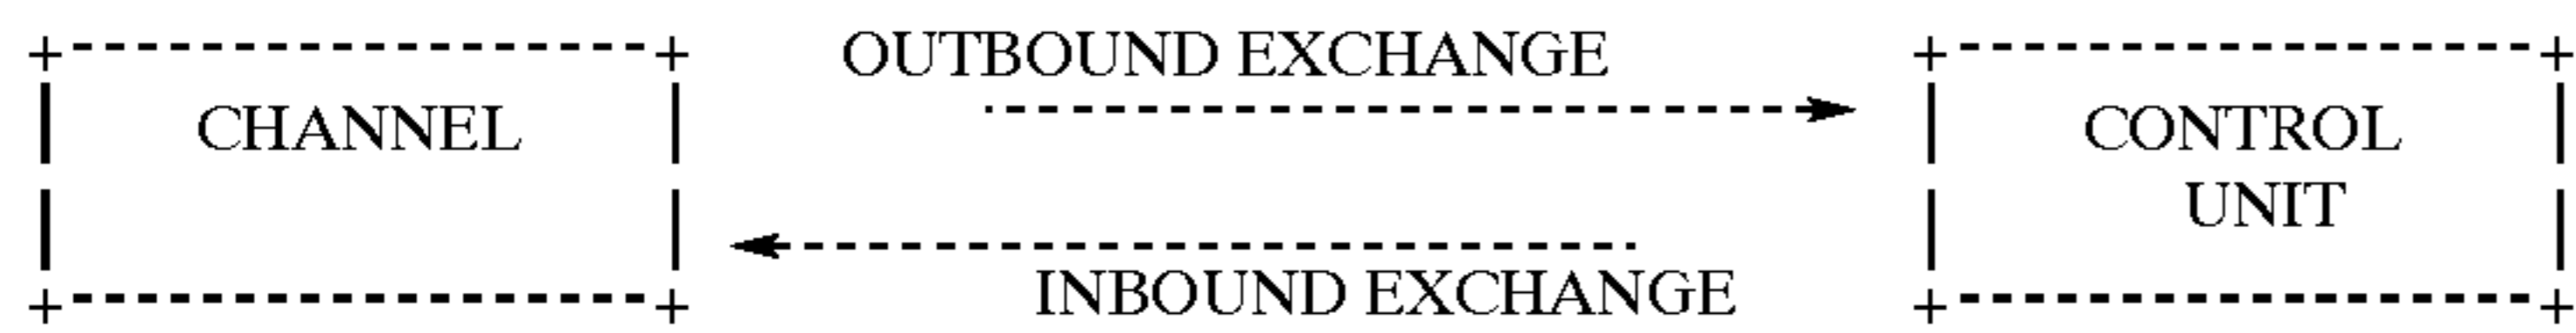 OUTBOUND EXCHANGE
CHANNEL
CONTROL
UNIT
INBOUND EXCHANGE